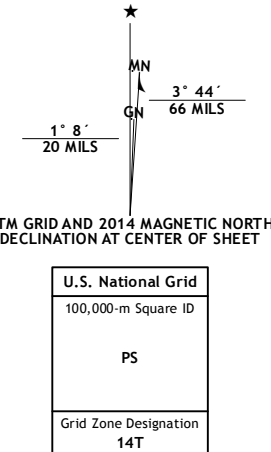 ★
MN
3° 44´
66 MILS
GN
1° 8´
20 MILS
TM GRID AND 2014 MAGNETIC NORTH
DECLINATION AT CENTER OF SHEET
U.S. National Grid
100,000-m Square ID
PS
Grid Zone Designation
14T